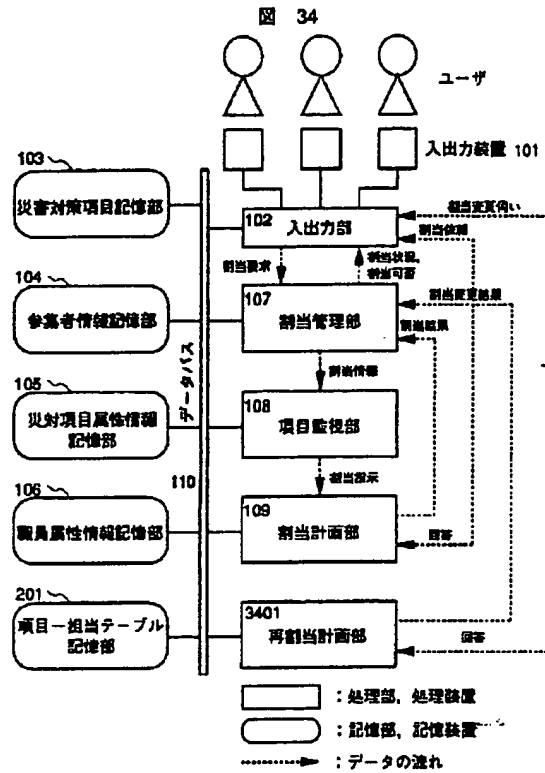 図 34
ユーザ
入出力装置 101
103
災害対策項目記憶部
102
入出力部
割当変更伺い
割当依頼
割当要求
割当状況,
割当可否
104
参集者情報記憶部
107
割当管理部
割当変更結果
割当結果
データバス
割当情報
105
災対項目属性情報
記憶部
108
項目監視部
110
割当指示
106
職員属性情報記憶部
109
割当計画部
回答
201
項目ー担当テーブル
記憶部
3401
再割当計画部
回答
：処理部，処理装置
：記憶部，記憶装置
：データの流れ